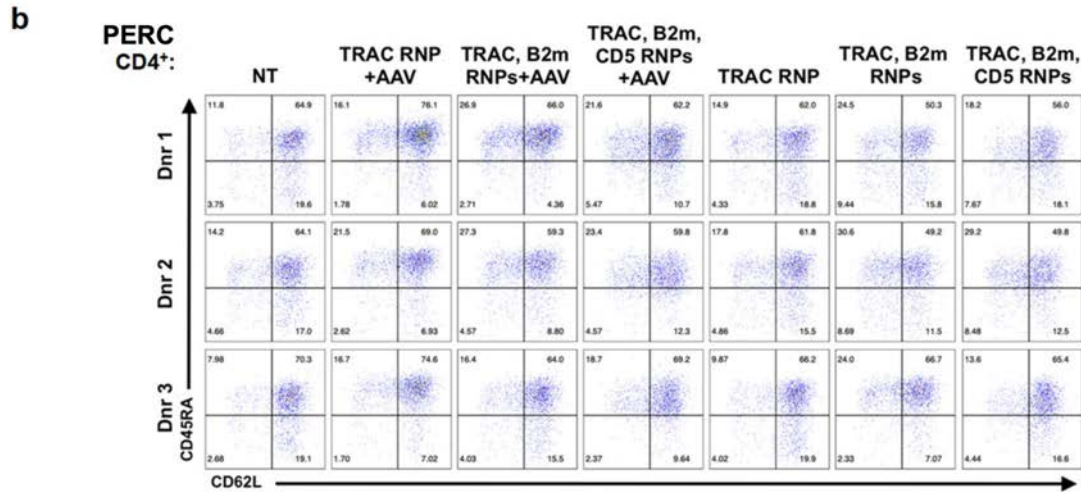 b
PERC
CD4+:
NT
TRAC RNP
+AAV
TRAC, B2m
RNPs+AAV
TRAC, B2m,
CD5 RNPs
+AAV
TRAC RNP
TRAC, B2m
RNPs
TRAC, B2m,
CD5 RNPs
Dnr 1
11.8 64.9 16.1 76.1 26.9 66.0 21.6 62.2 14.9 62.0 24.5 50.3 18.2 56.0
3.75 19.6 1.78 6.02 2.71 4.36 5.47 10.7 4.33 18.8 9.44 15.8 7.67 18.1
Dnr 2
14.2 64.1 21.5 69.0 27.3 59.3 23.4 59.8 17.8 61.8 30.6 49.2 29.2 49.8
4.66 17.0 2.62 6.93 4.57 8.80 4.57 12.3 4.86 15.5 8.69 11.5 8.48 12.5
Dnr 3
7.98 70.3 16.7 74.6 16.4 64.0 18.7 69.2 9.87 66.2 24.0 66.7 13.6 65.4
2.68 19.1 1.70 7.02 4.03 15.5 2.37 9.64 4.02 19.9 2.33 7.07 4.44 16.6
CD45RA
CD62L